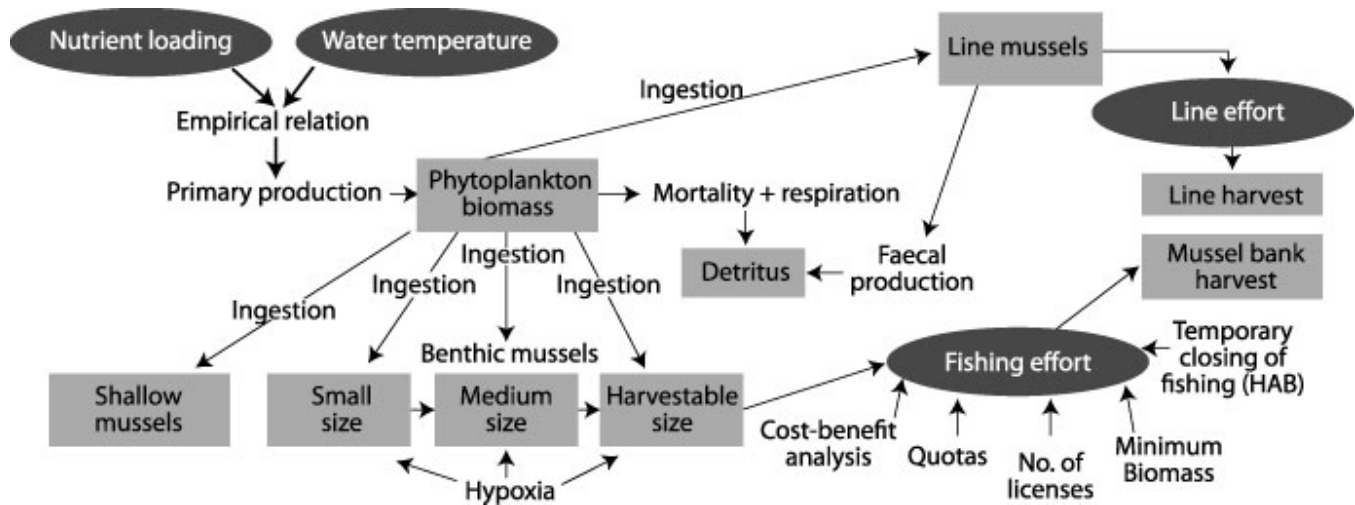 Nutrient loading
Water temperature
Line mussels
Ingestion
Line effort
Empirical relation
Primary production
Phytoplankton
biomass
Mortality + respiration
Line harvest
Detritus
Faecal
production
Mussel bank
harvest
Ingestion
Ingestion
Ingestion
Ingestion
Benthic mussels
Fishing effort
Temporary
closing of
fishing (HAB)
Shallow
mussels
Small
size
Medium
size
Harvestable
size
Cost-benefit
analysis
Quotas
No. of
licenses
Minimum
Biomass
Hypoxia